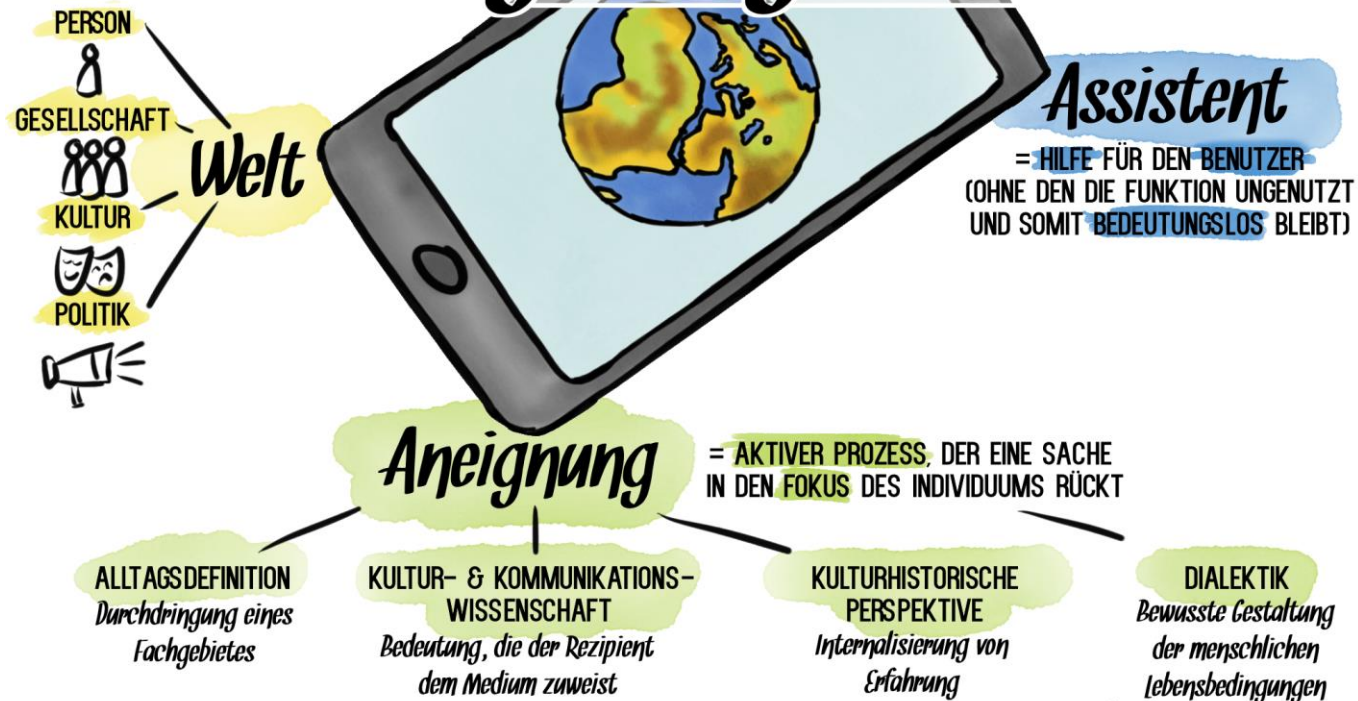 PERSON
GESELLSCHAFT
KULTUR
POLITIK
Welt
Assistent
= HILFE FÜR DEN BENUTZER
(OHNE DEN DIE FUNKTION UNGENUTZT
UND SOMIT BEDEUTUNGSLOS BLEIBT)
Aneignung
= AKTIVER PROZESS, DER EINE SACHE
IN DEN FOKUS DES INDIVIDUUMS RÜCKT
ALLTAGSDEFINITION
Durchdringung eines
Fachgebietes
KULTUR- & KOMMUNIKATIONS-
WISSENSCHAFT
Bedeutung, die der Rezipient
dem Medium zuweist
KULTURHISTORISCHE
PERSPEKTIVE
Internalisierung von
Erfahrung
DIALEKTIK
Bewusste Gestaltung
der menschlichen
Lebensbedingungen